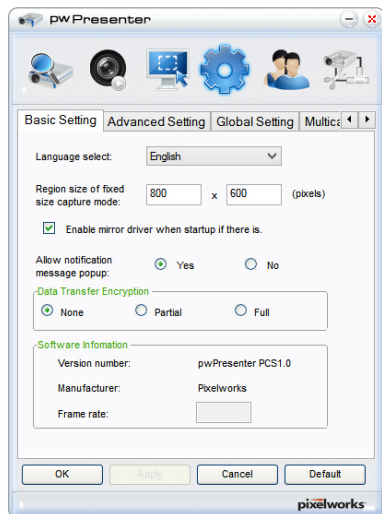 pwPresenter
Basic Setting Advanced Setting Global Setting Multica
Language select: English
Region size of fixed size capture mode: 800 x 600 (pixels)
Enable mirror driver when startup if there is.
Allow notification message popup: Yes No
Data Transfer Encryption
None Partial Full
Software Infomation
Version number: pwPresenter PCS1.0
Manufacturer: Pixelworks
Frame rate:
OK Apply Cancel Default
pixelworks